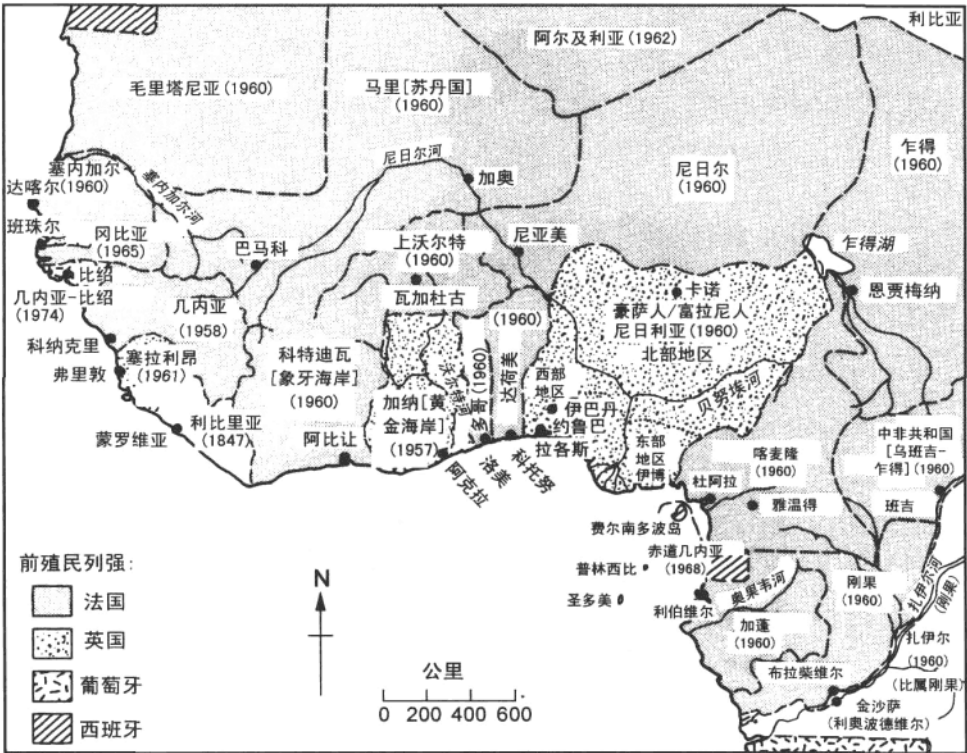 利比亚
阿尔及利亚(1962)
毛里塔尼亚(1960)
马里[苏丹国]
(1960)
尼日尔河
尼日尔
(1960)
乍得
(1960)
塞内加尔
(1960)
达喀尔
塞内加尔河
加奥
班珠尔
冈比亚
(1965)
巴马科
上沃尔特
(1960)
尼亚美
乍得湖
比绍
几内亚-比绍
(1974)
几内亚
(1958)
瓦加杜古
(1960)
卡诺
豪萨人/富拉尼人
尼日利亚(1960)
北部地区
恩贾梅纳
科纳克里
塞拉利昂
(1961)
弗里敦
科特迪瓦
[象牙海岸]
(1960)
沃尔特河
多哥(1960)
达荷美
西部
地区
贝努埃河
加纳[黄
金海岸]
(1957)
伊巴丹
约鲁巴
拉各斯
利比里亚
(1847)
蒙罗维亚
阿比让
阿克拉
洛美
科托努
东部
地区
伊博
喀麦隆
(1960)
中非共和国
[乌班吉-
乍得](1960)
杜阿拉
雅温得
班吉
费尔南多波岛
赤道几内亚
(1968)
普林西比
圣多美
利伯维尔
奥果韦河
刚果
(1960)
扎伊尔河
(刚果)
加蓬
(1960)
扎伊尔
(1960)
(比属刚果)
布拉柴维尔
金沙萨
(利奥波德维尔)
前殖民列强:
法国
英国
葡萄牙
西班牙
N
公里
0 200 400 600